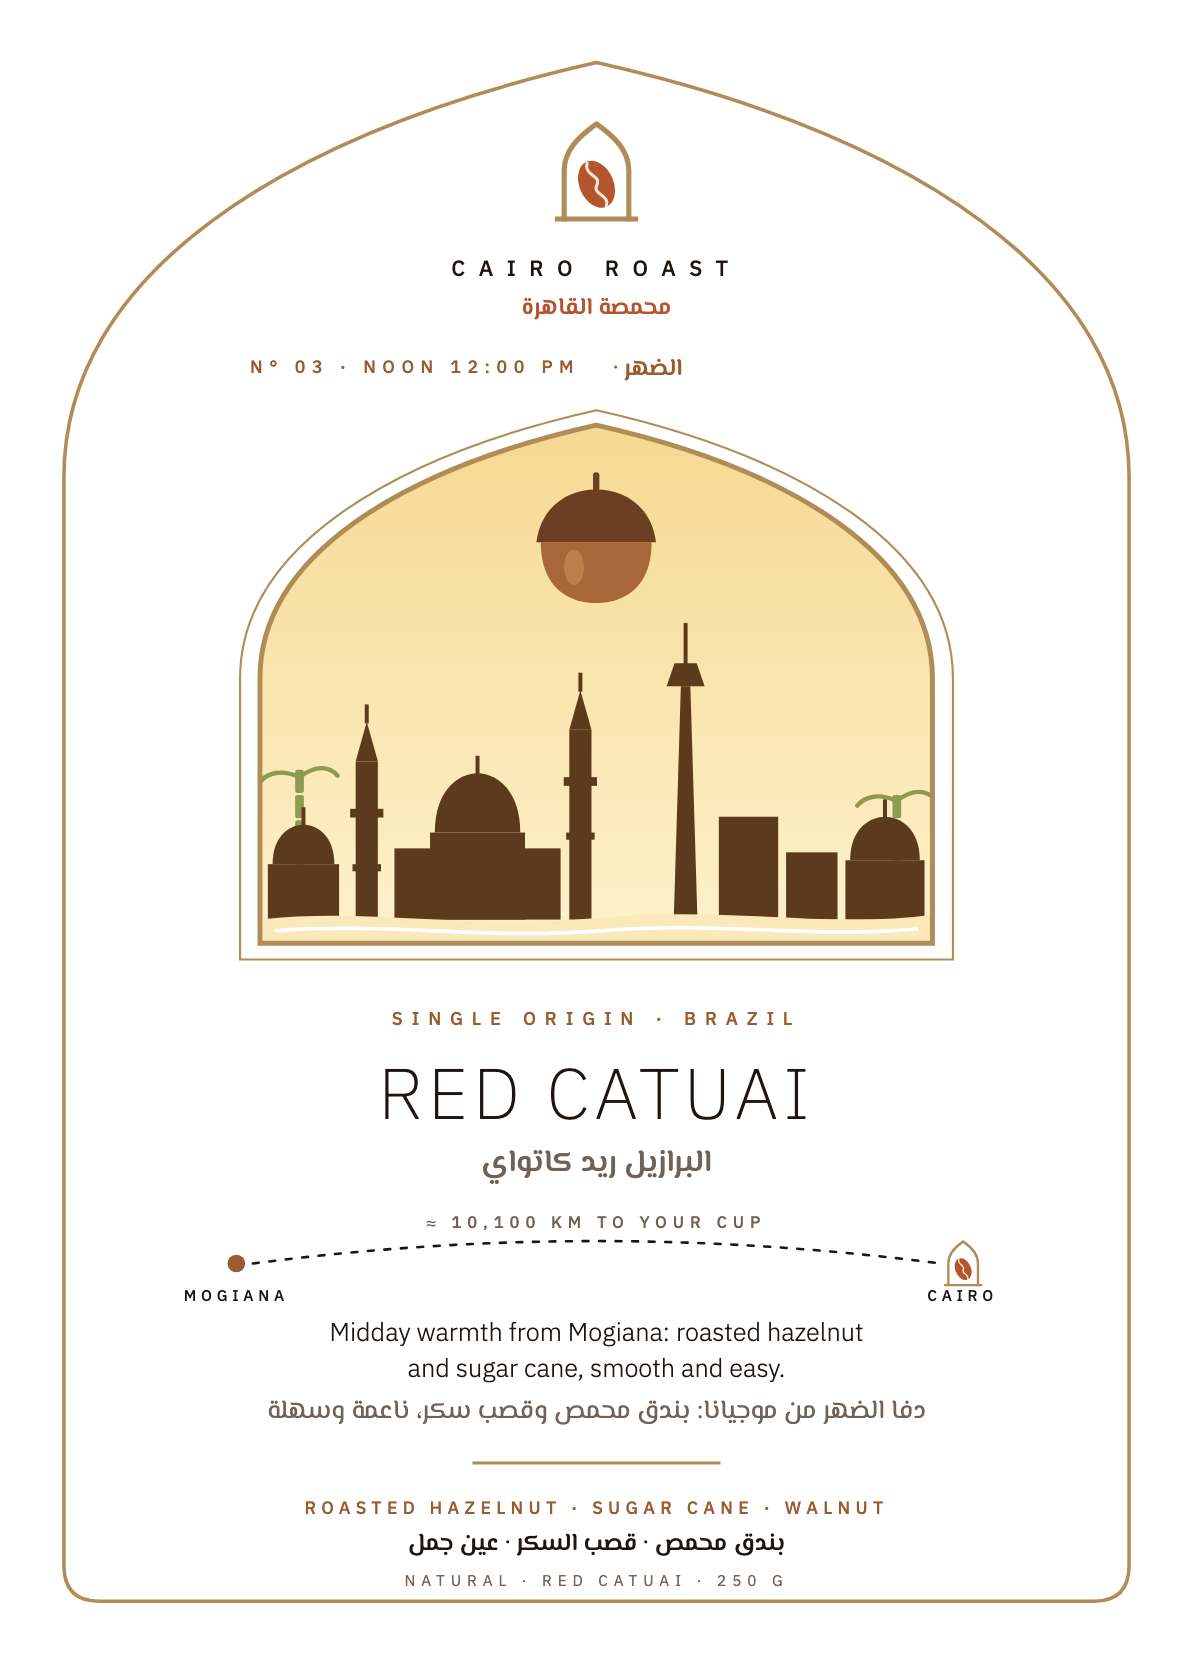 CAIRO ROAST
محمصة القاهرة
N° 03 · NOON 12:00 PM · الضهر
SINGLE ORIGIN · BRAZIL
RED CATUAI
البرازيل ريد كاتواي
≈ 10,100 KM TO YOUR CUP
MOGIANA
CAIRO
Midday warmth from Mogiana: roasted hazelnut
and sugar cane, smooth and easy.
دفا الضهر من موجيانا: بندق محمص وقصب سكر، ناعمة وسهلة
ROASTED HAZELNUT · SUGAR CANE · WALNUT
بندق محمص · قصب السكر · عين جمل
NATURAL · RED CATUAI · 250 G